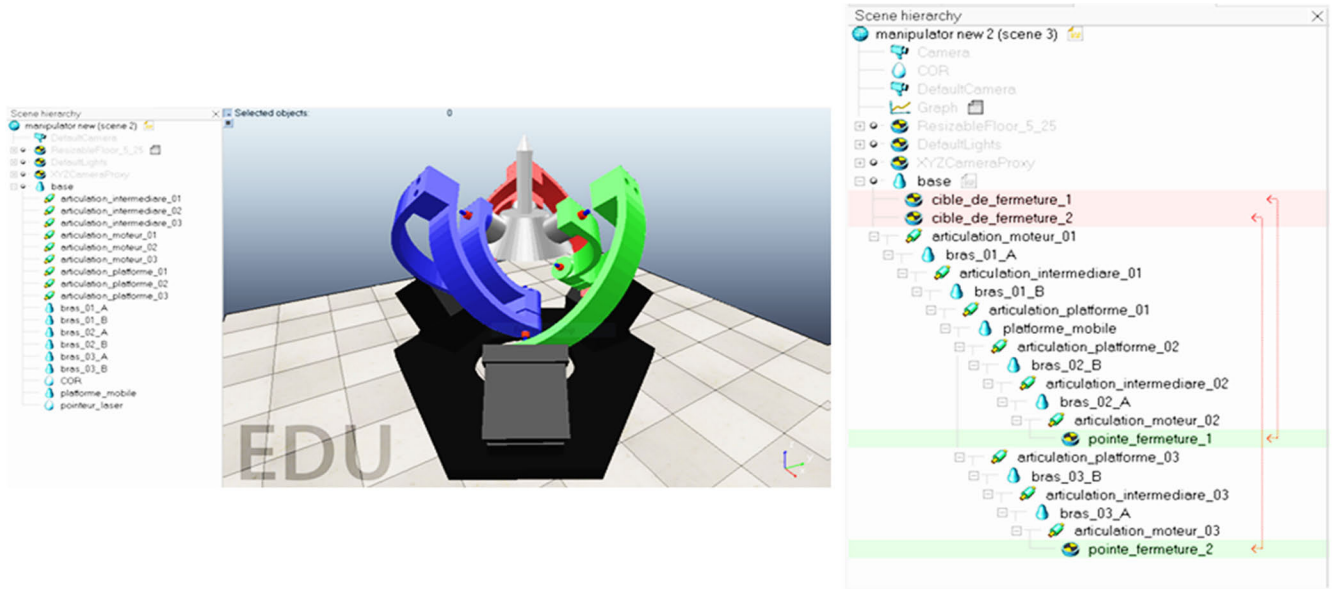 Scene hierarchy
manipulator new (scene 2)
DefaultCamera
ResizableFloor_5_25
DefaultLights
XYZCameraProxy
base
articulation_intermediare_01
articulation_intermediare_02
articulation_intermediare_03
articulation_moteur_01
articulation_moteur_02
articulation_moteur_03
articulation_platforme_01
articulation_platforme_02
articulation_platforme_03
bras_01_A
bras_01_B
bras_02_A
bras_02_B
bras_03_A
bras_03_B
COR
platforme_mobile
pointeur_laser
Selected objects: 0
EDU
Scene hierarchy
manipulator new 2 (scene 3)
Camera
COR
DefaultCamera
Graph
ResizableFloor_5_25
DefaultLights
XYZCameraProxy
base
cible_de_fermeture_1
cible_de_fermeture_2
articulation_moteur_01
bras_01_A
articulation_intermediare_01
bras_01_B
articulation_platforme_01
platforme_mobile
articulation_platforme_02
bras_02_B
articulation_intermediare_02
bras_02_A
articulation_moteur_02
pointe_fermeture_1
articulation_platforme_03
bras_03_B
articulation_intermediare_03
bras_03_A
articulation_moteur_03
pointe_fermeture_2